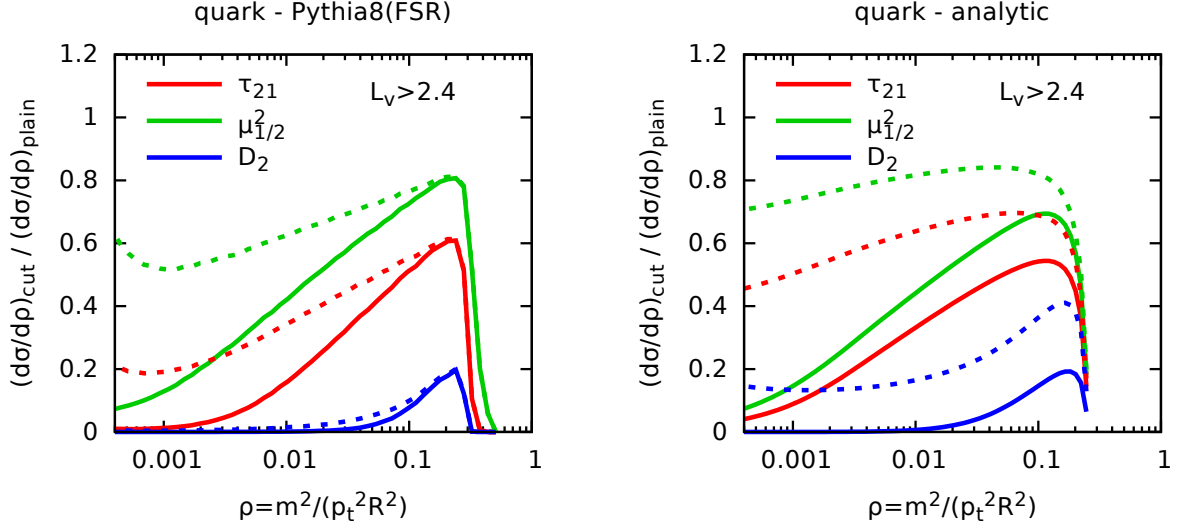 quark - Pythia8(FSR)
(dσ/dρ)cut / (dσ/dρ)plain
1.2
1
0.8
0.6
0.4
0.2
0
τ21
μ²1/2
D2
Lv>2.4
0.001
0.01
0.1
1
ρ=m²/(pt²R²)
quark - analytic
(dσ/dρ)cut / (dσ/dρ)plain
1.2
1
0.8
0.6
0.4
0.2
0
τ21
μ²1/2
D2
Lv>2.4
0.001
0.01
0.1
1
ρ=m²/(pt²R²)